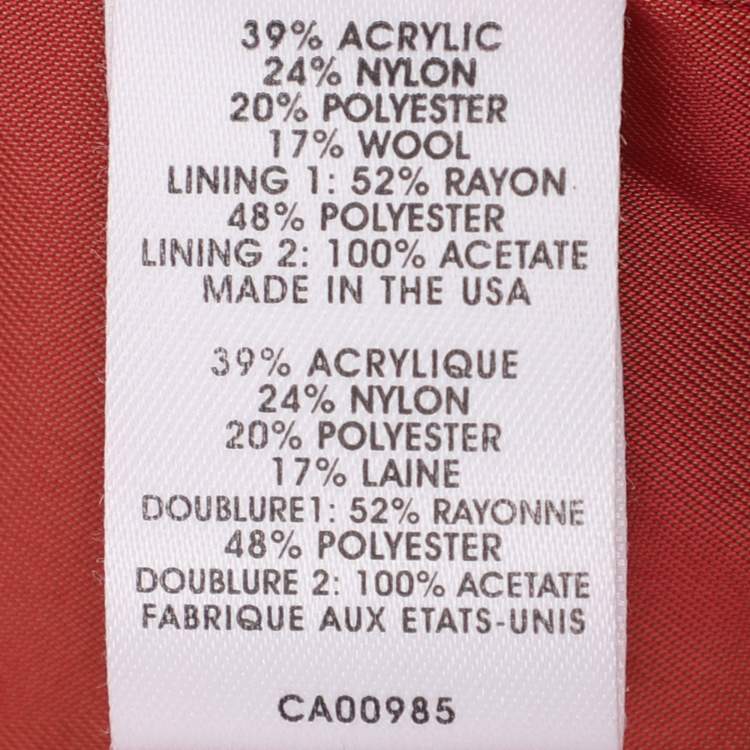 39% ACRYLIC
24% NYLON
20% POLYESTER
17% WOOL
LINING 1: 52% RAYON
48% POLYESTER
LINING 2: 100% ACETATE
MADE IN THE USA
39% ACRYLIQUE
24% NYLON
20% POLYESTER
17% LAINE
DOUBLURE1: 52% RAYONNE
48% POLYESTER
DOUBLURE 2: 100% ACETATE
FABRIQUE AUX ETATS-UNIS
CA00985